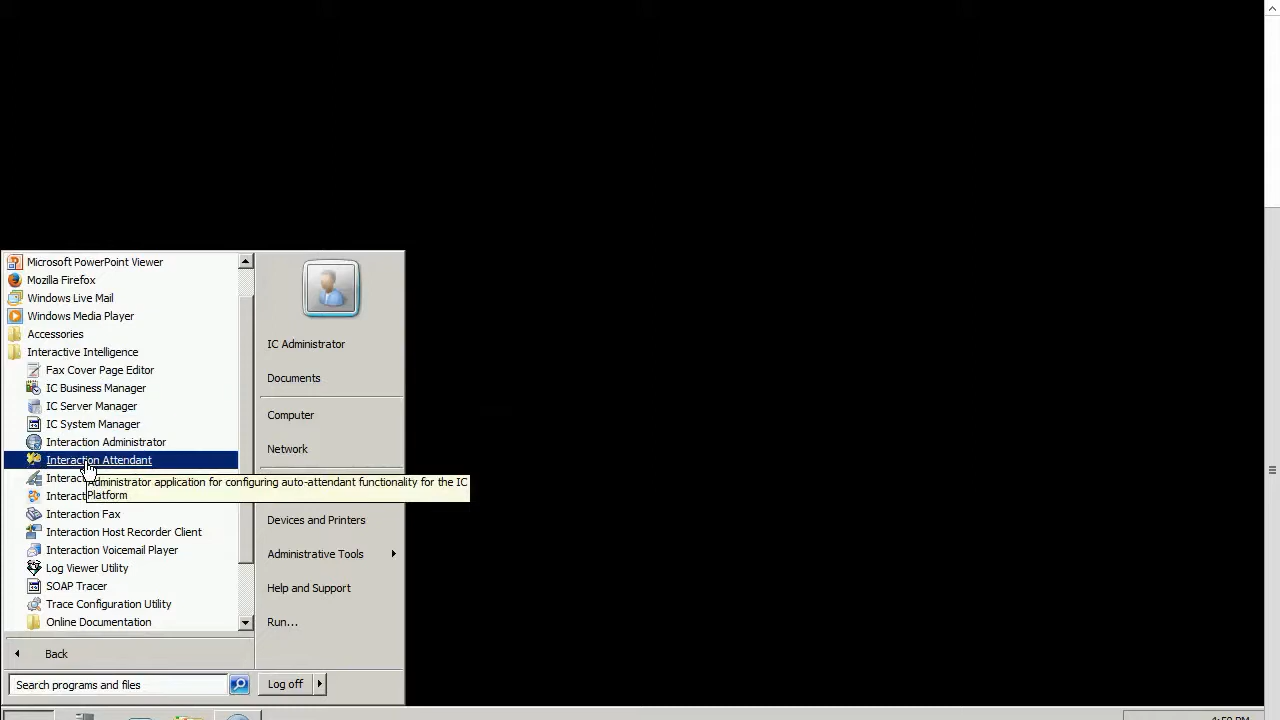 Microsoft PowerPoint Viewer
Mozilla Firefox
Windows Live Mail
Windows Media Player
Accessories
Interactive Intelligence
Fax Cover Page Editor
IC Business Manager
IC Server Manager
IC System Manager
Interaction Administrator
Interaction Attendant
Administrator application for configuring auto-attendant functionality for the IC
Platform
Interaction Fax
Interaction Host Recorder Client
Interaction Voicemail Player
Log Viewer Utility
SOAP Tracer
Trace Configuration Utility
Online Documentation
Back
Search programs and files
IC Administrator
Documents
Computer
Network
Devices and Printers
Administrative Tools
Help and Support
Run...
Log off